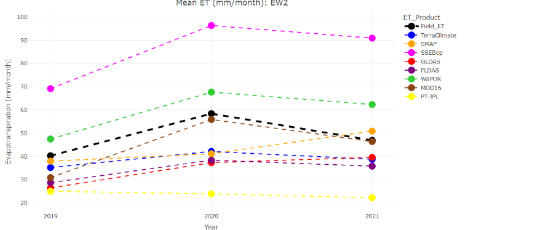 Mean ET (mm/month): EW2
100
90
80
70
60
50
40
30
20
Evapotranspiration (mm/month)
2019
2020
2021
Year
ET_Product
Field_ET
TerraClimate
SMAP
SSEBop
GLDAS
FLDAS
WaPOR
MOD16
PT-JPL